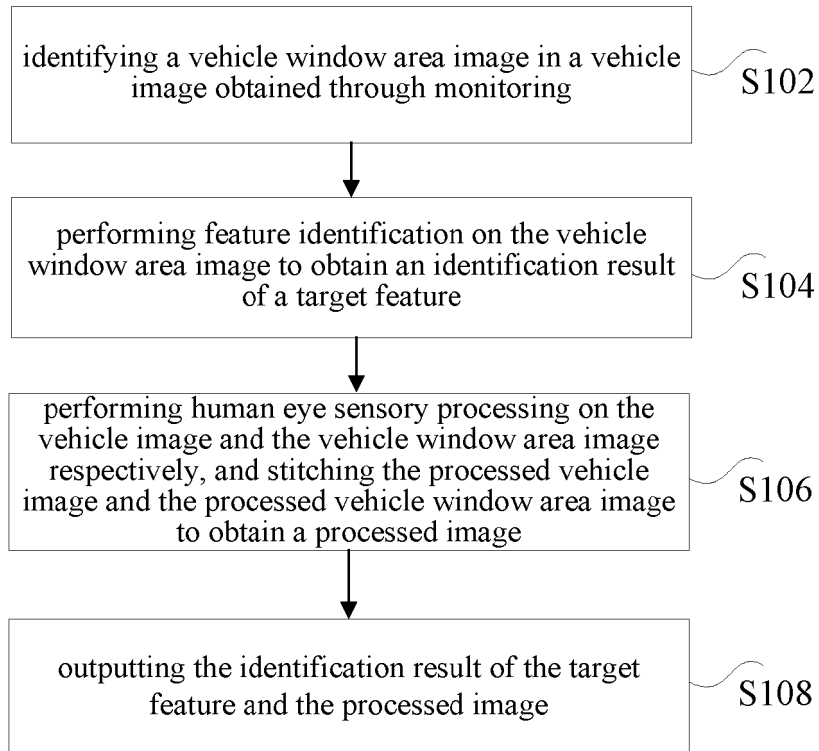 identifying a vehicle window area image in a vehicle
image obtained through monitoring
S102
performing feature identification on the vehicle
window area image to obtain an identification result
of a target feature
S104
performing human eye sensory processing on the
vehicle image and the vehicle window area image
respectively, and stitching the processed vehicle
image and the processed vehicle window area image
to obtain a processed image
S106
outputting the identification result of the target
feature and the processed image
S108